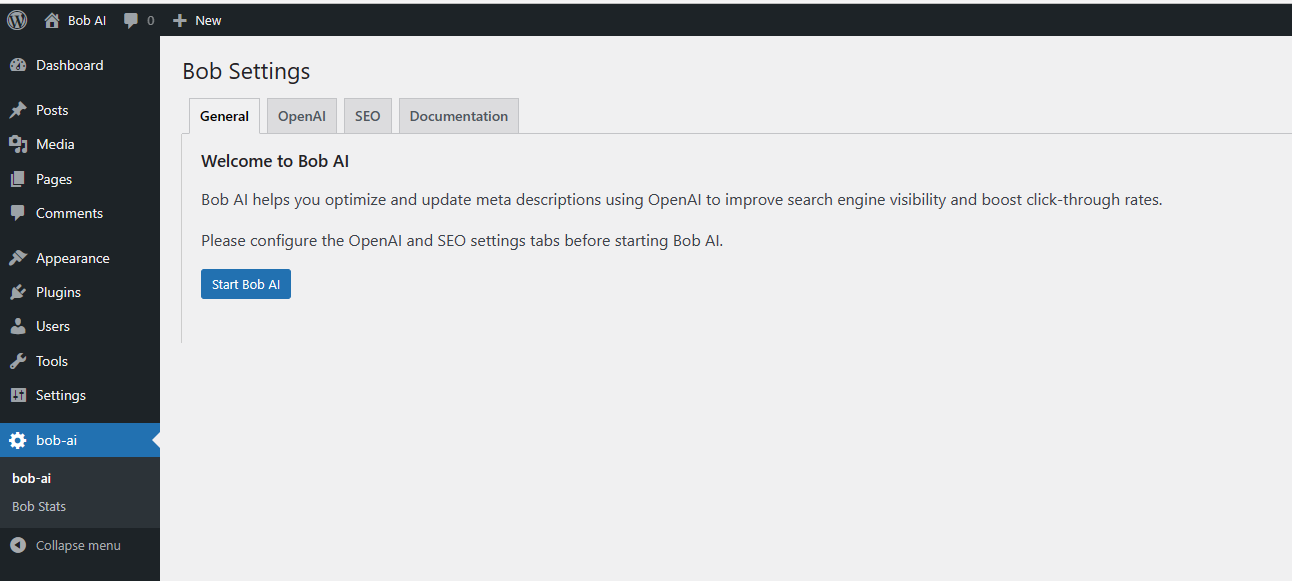 Bob AI 0 New
Dashboard
Posts
Media
Pages
Comments
Appearance
Plugins
Users
Tools
Settings
bob-ai
bob-ai
Bob Stats
Collapse menu
Bob Settings
General OpenAI SEO Documentation
Welcome to Bob AI
Bob AI helps you optimize and update meta descriptions using OpenAI to improve search engine visibility and boost click-through rates.
Please configure the OpenAI and SEO settings tabs before starting Bob AI.
Start Bob AI